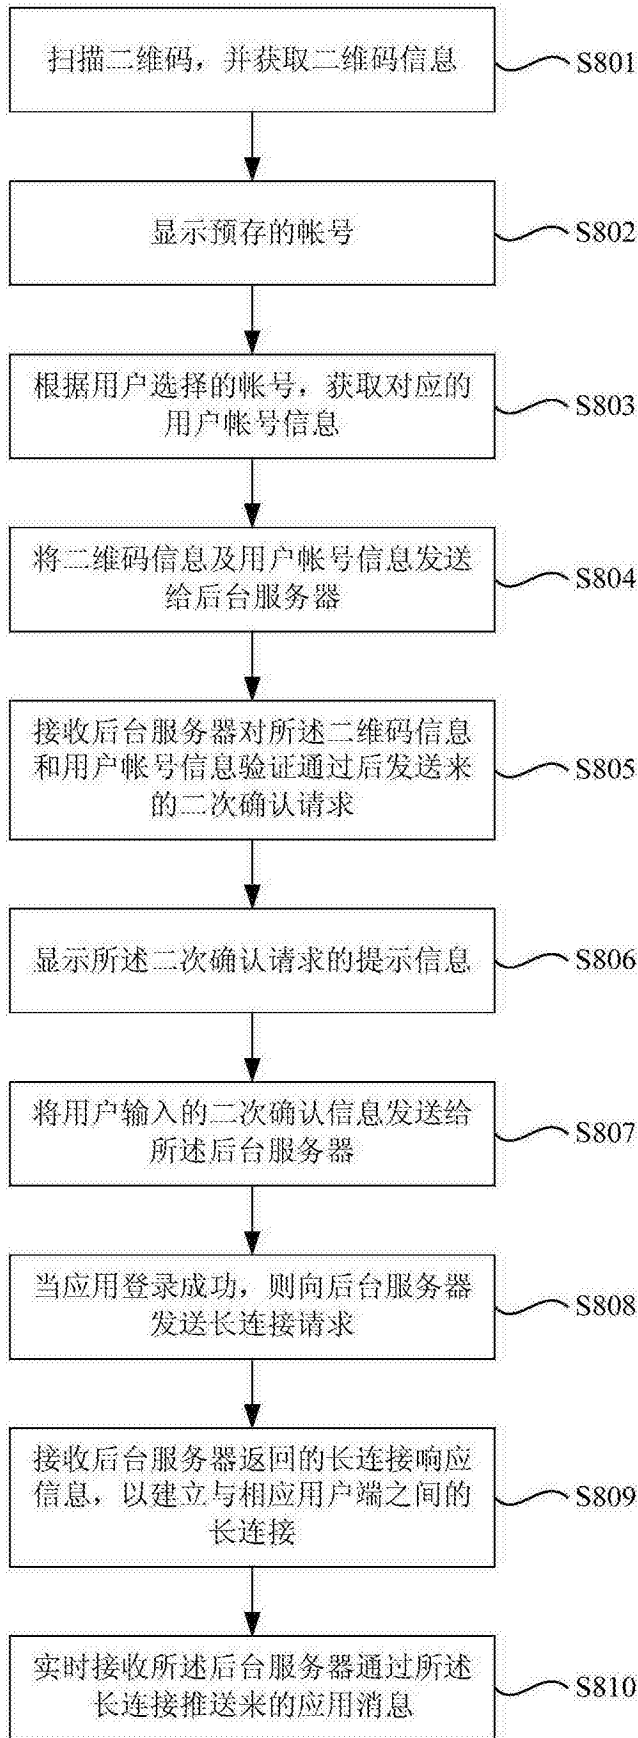 扫描二维码，并获取二维码信息
S801
显示预存的帐号
S802
根据用户选择的帐号，获取对应的
用户帐号信息
S803
将二维码信息及用户帐号信息发送
给后台服务器
S804
接收后台服务器对所述二维码信息
和用户帐号信息验证通过后发送来
的二次确认请求
S805
显示所述二次确认请求的提示信息
S806
将用户输入的二次确认信息发送给
所述后台服务器
S807
当应用登录成功，则向后台服务器
发送长连接请求
S808
接收后台服务器返回的长连接响应
信息，以建立与相应用户端之间的
长连接
S809
实时接收所述后台服务器通过所述
长连接推送来的应用消息
S810